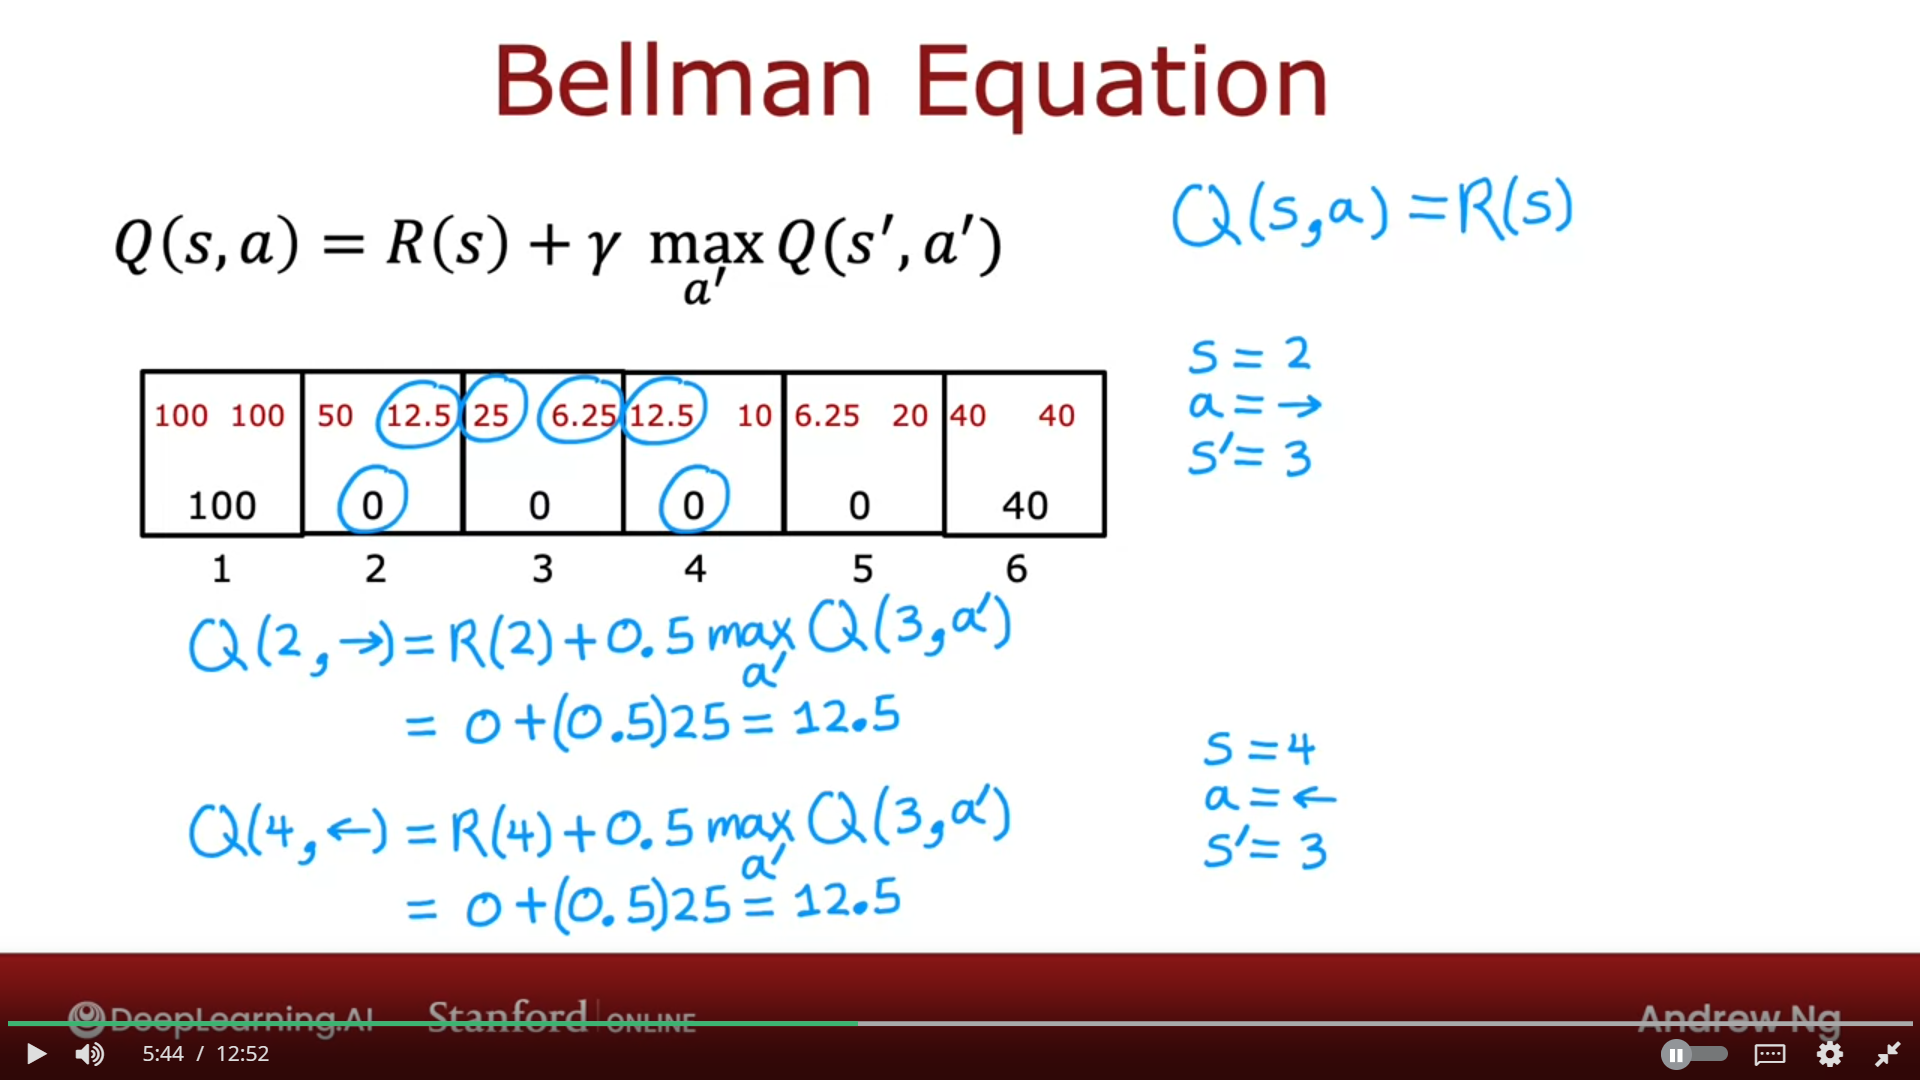 Bellman Equation
Q(s, a) = R(s) + γ max Q(s′, a′)
a′
Q(s,a) = R(s)
s = 2
a = →
s′ = 3
100 100 50 12.5 25 6.25 12.5 10 6.25 20 40 40
100 0 0 0 0 40
1 2 3 4 5 6
Q(2,→) = R(2) + 0.5 max Q(3,a′)
a′
= 0 + (0.5)25 = 12.5
Q(4,←) = R(4) + 0.5 max Q(3,a′)
a′
= 0 + (0.5)25 = 12.5
s = 4
a = ←
s′ = 3
DeepLearning.AI Stanford ONLINE Andrew Ng
5:44 / 12:52